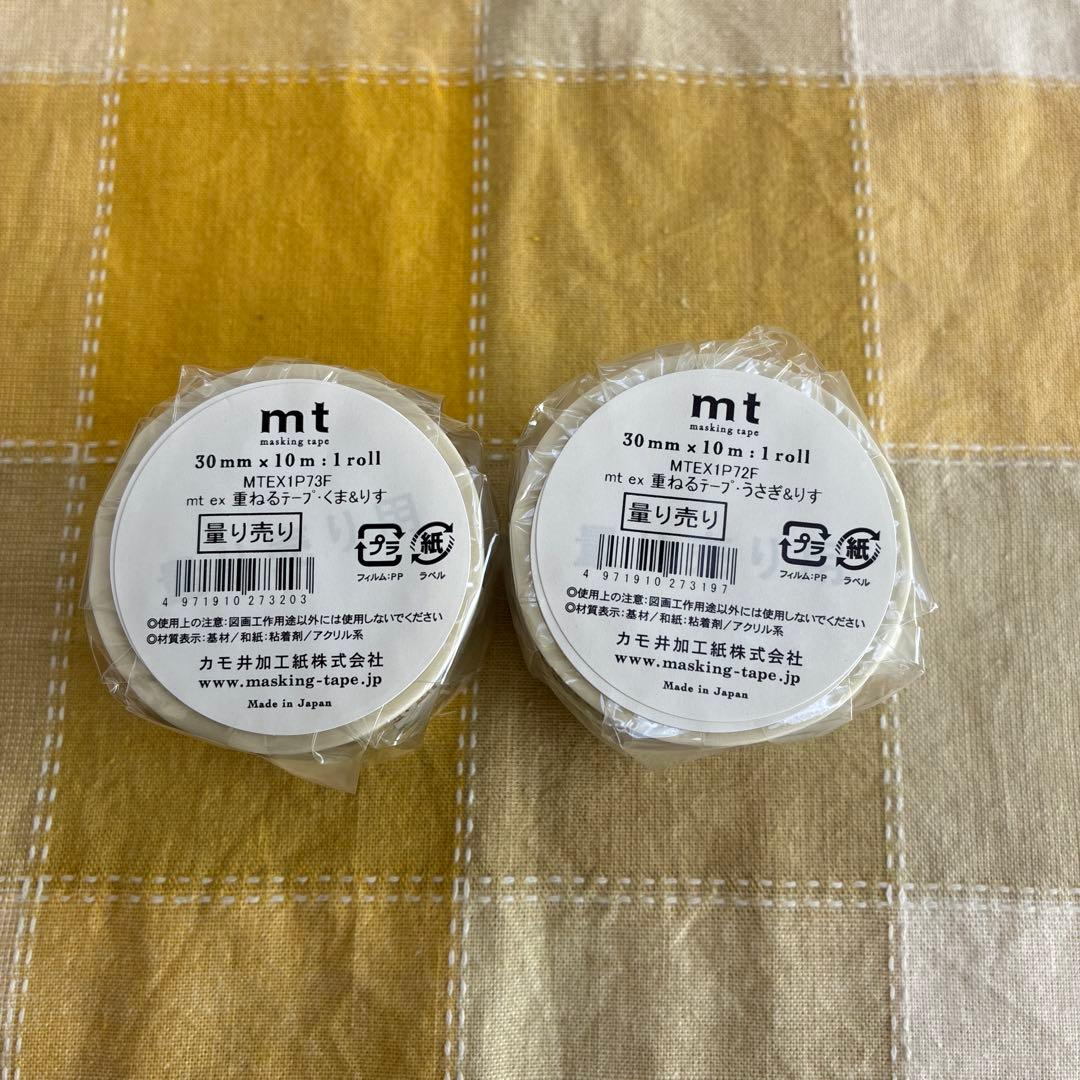 mt
masking tape
30mm x 10m : 1 roll
MTEX1P73F
mt ex 重ねるテープ・くま&りす
量り売り
プラ
紙
フィルム:PP
ラベル
4 971910 273203
◎使用上の注意:図画工作用途以外には使用しないでください
◎材質表示:基材/和紙:粘着剤/アクリル系
カモ井加工紙株式会社
www.masking-tape.jp
Made in Japan
mt
masking tape
30mm x 10m : 1 roll
MTEX1P72F
mt ex 重ねるテープ・うさぎ&りす
量り売り
プラ
紙
フィルム:PP
ラベル
4 971910 273197
◎使用上の注意:図画工作用途以外には使用しないでください
◎材質表示:基材/和紙:粘着剤/アクリル系
カモ井加工紙株式会社
www.masking-tape.jp
Made in Japan